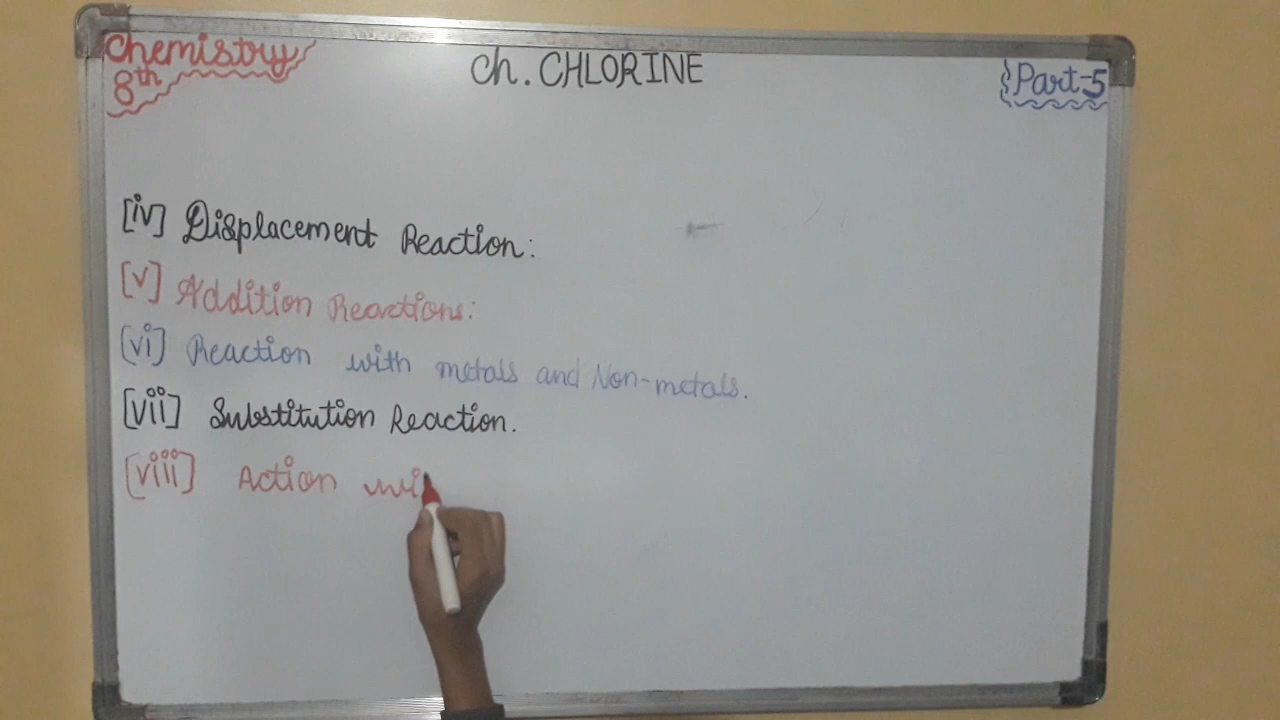 Chemistry
8th
Ch. CHLORINE
Part-5
[iv] Displacement Reaction:
[v] Addition Reactions:
[vi] Reaction with metals and Non-metals.
[vii] Substitution Reaction.
[viii] Action wi